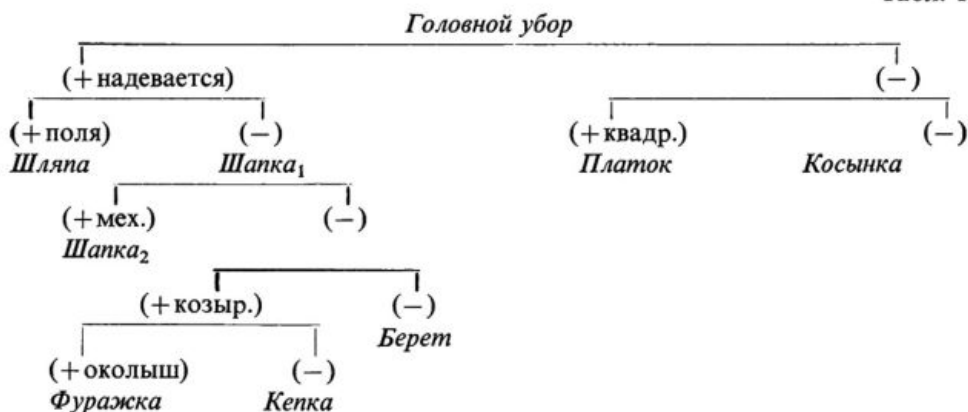 Головной убор
(+надевается) (−)
(+поля) (−) (+квадр.) (−)
Шляпа Шапка₁ Платок Косынка
(+мех.) (−)
Шапка₂
(+козыр.) (−)
Берет
(+околыш) (−)
Фуражка Кепка